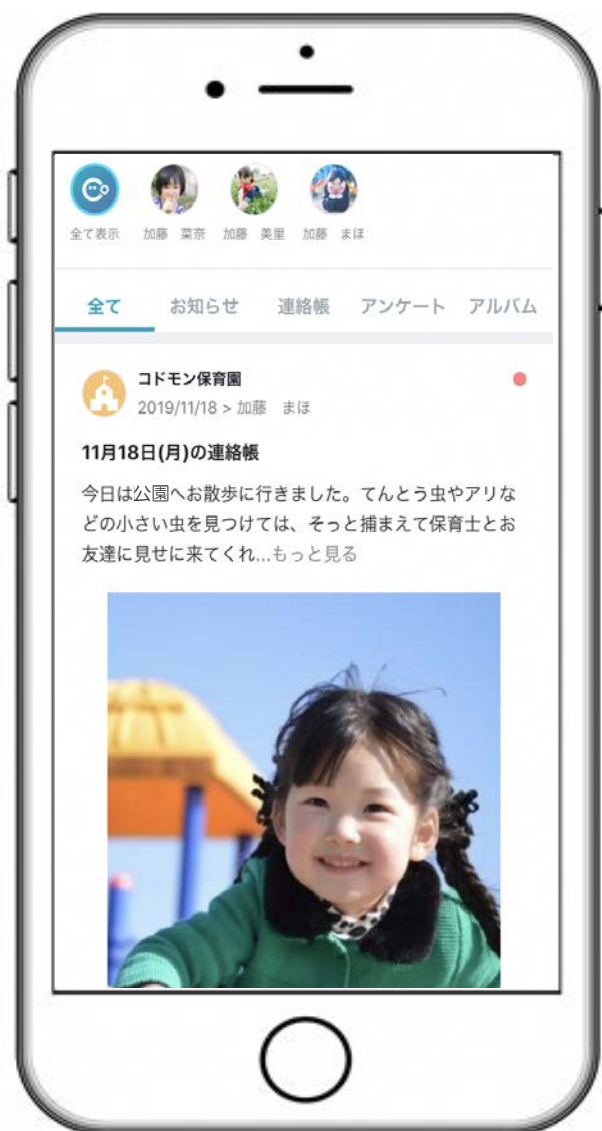 全て表示 加藤 菜奈 加藤 美里 加藤 まほ
全て お知らせ 連絡帳 アンケート アルバム
コドモン保育園
2019/11/18 > 加藤 まほ
11月18日(月)の連絡帳
今日は公園へお散歩に行きました。てんとう虫やアリな
どの小さい虫を見つけては、そっと捕まえて保育士とお
友達に見せに来てくれ...もっと見る